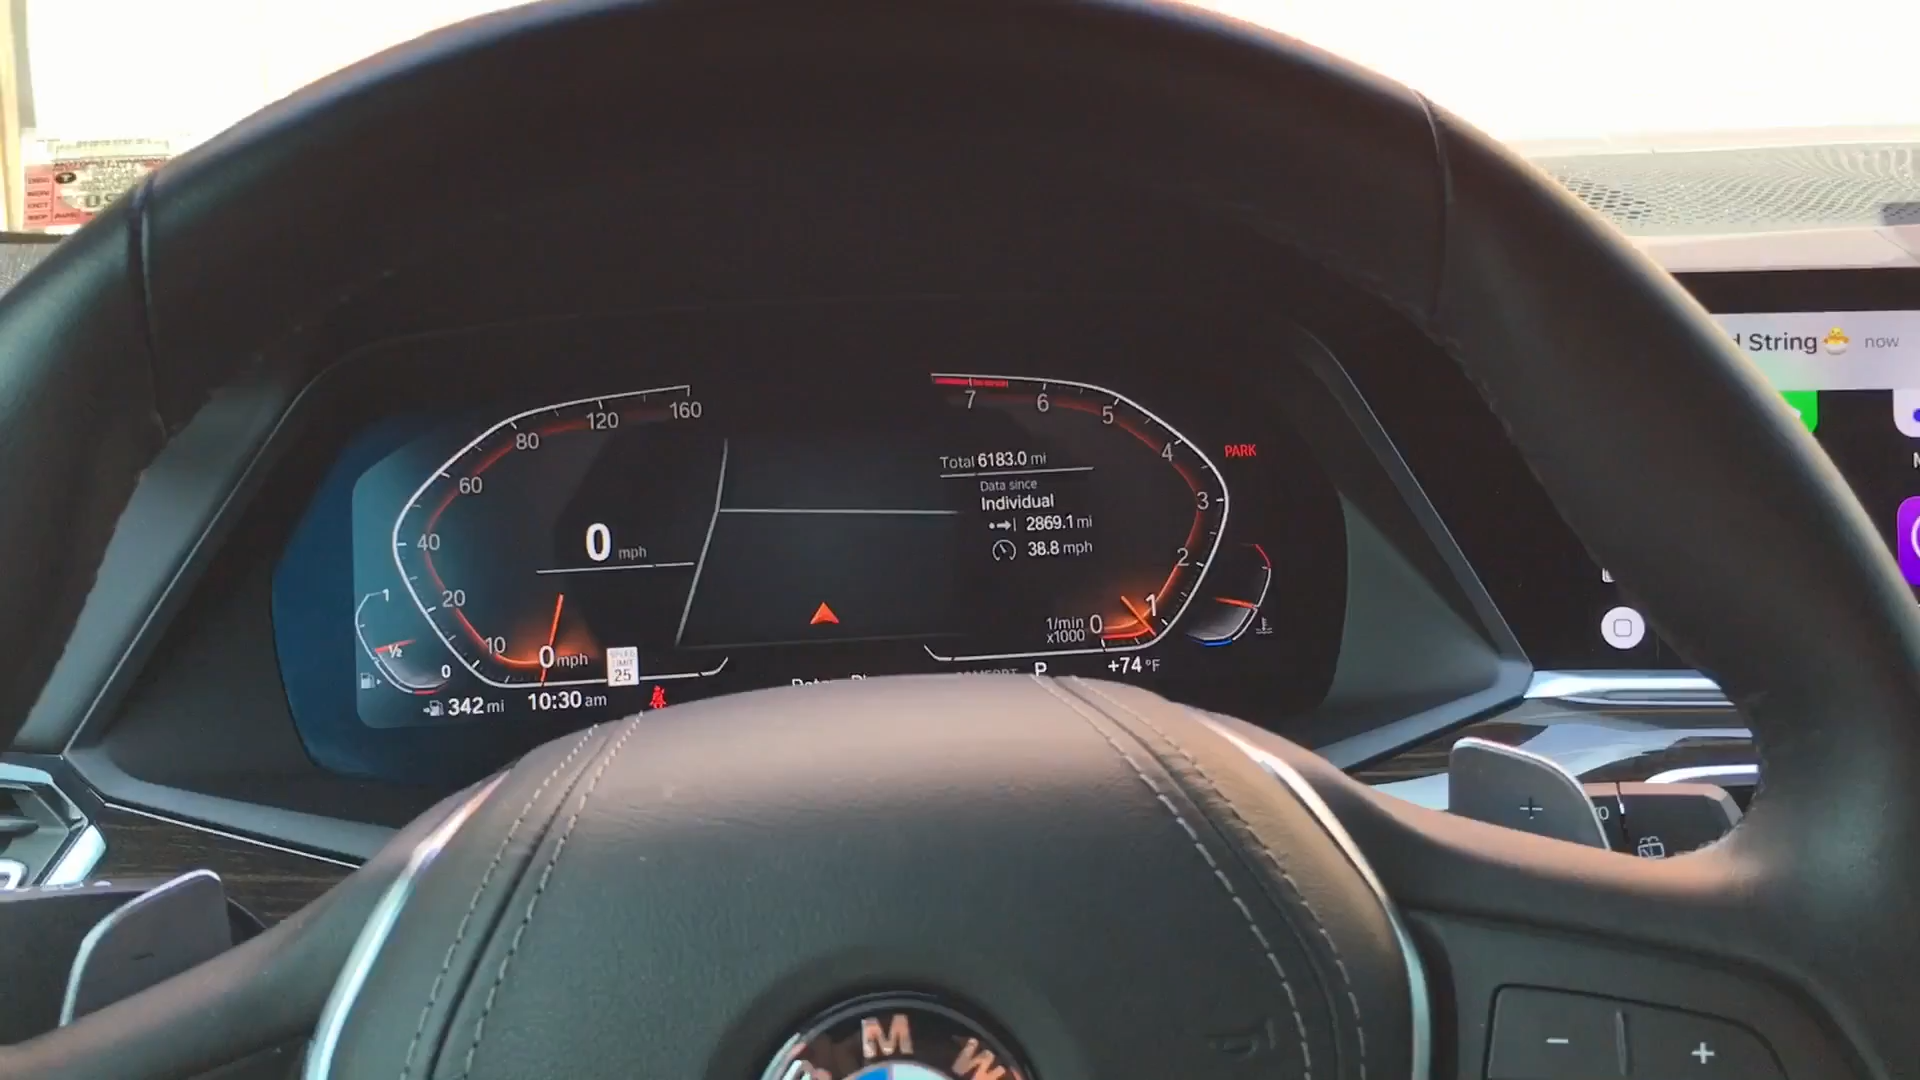 String🐣 now
160
120
80
60
40
20
10
0 mph
0 mph
SPEED
LIMIT
25
1
½
0
342 mi
10:30 am
7
6
5
4
3
2
1
0
1/min
x1000
PARK
Total 6183.0 mi
Data since
Individual
2869.1 mi
38.8 mph
P
+74 °F
+
-
+
M
W